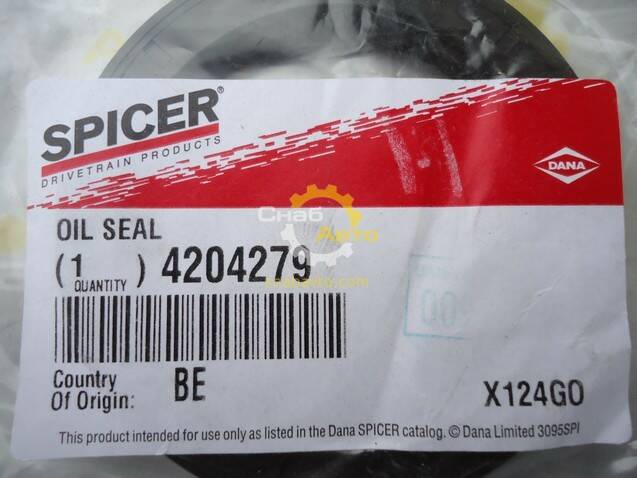 SPICER®
DRIVETRAIN PRODUCTS
DANA
Снаб
Авто
OIL SEAL
(1) 4204279
QUANTITY
00
Country
Of Origin: BE
X124GO
This product intended for use only as listed in the Dana SPICER catalog. © Dana Limited 3095SPI